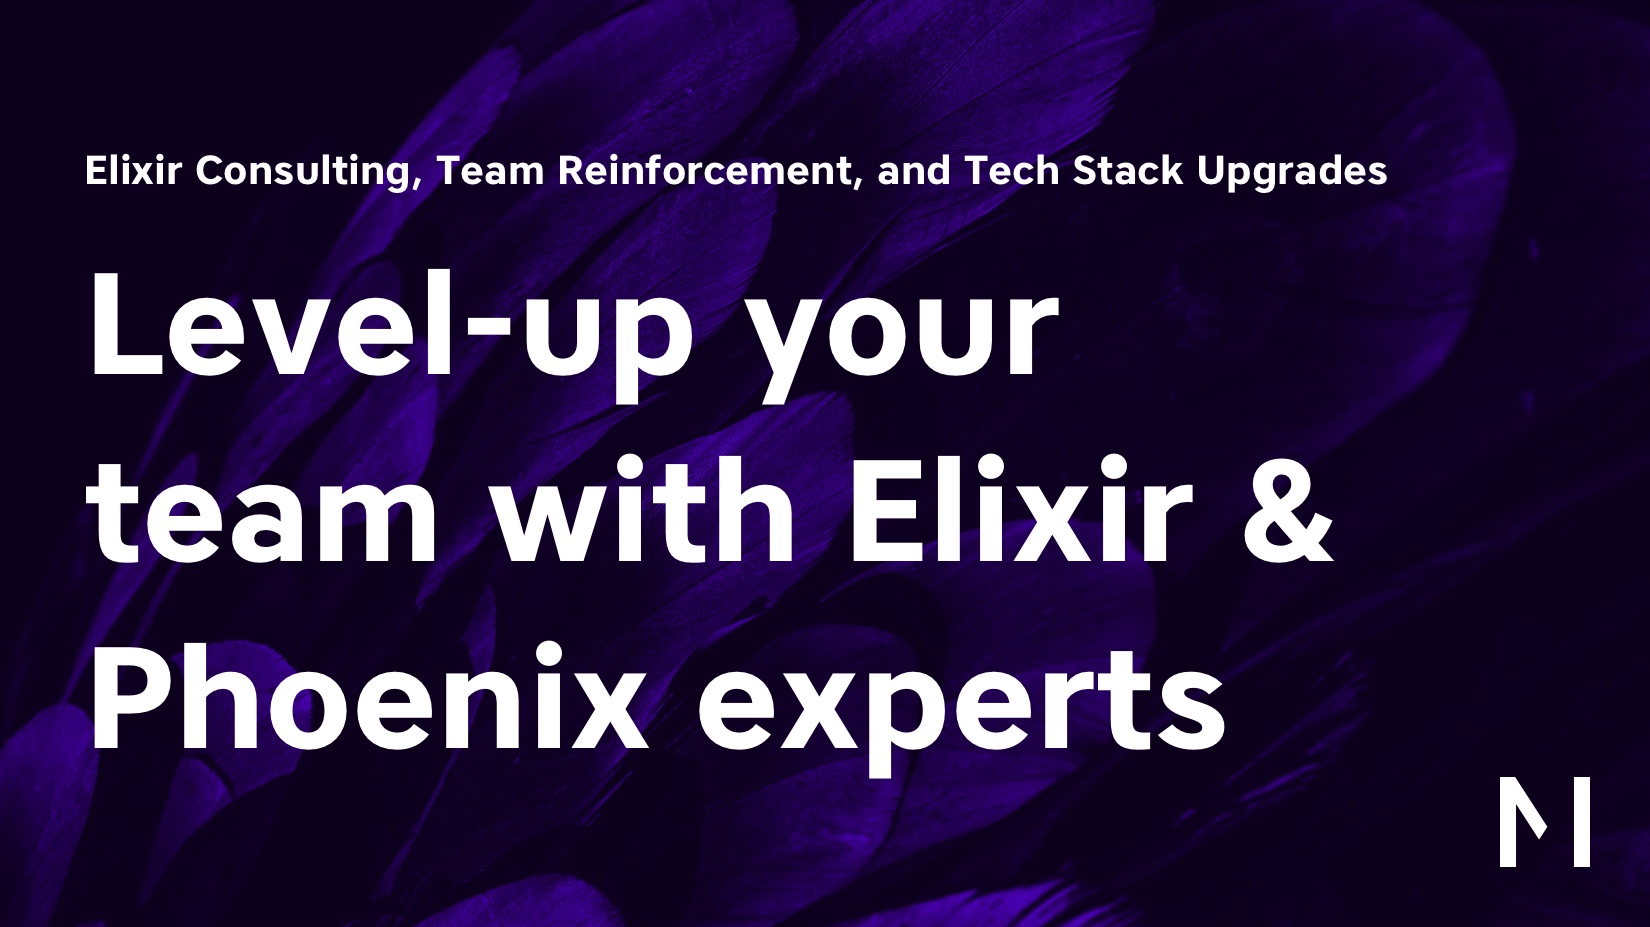 Elixir Consulting, Team Reinforcement, and Tech Stack Upgrades
Level-up your
team with Elixir &
Phoenix experts